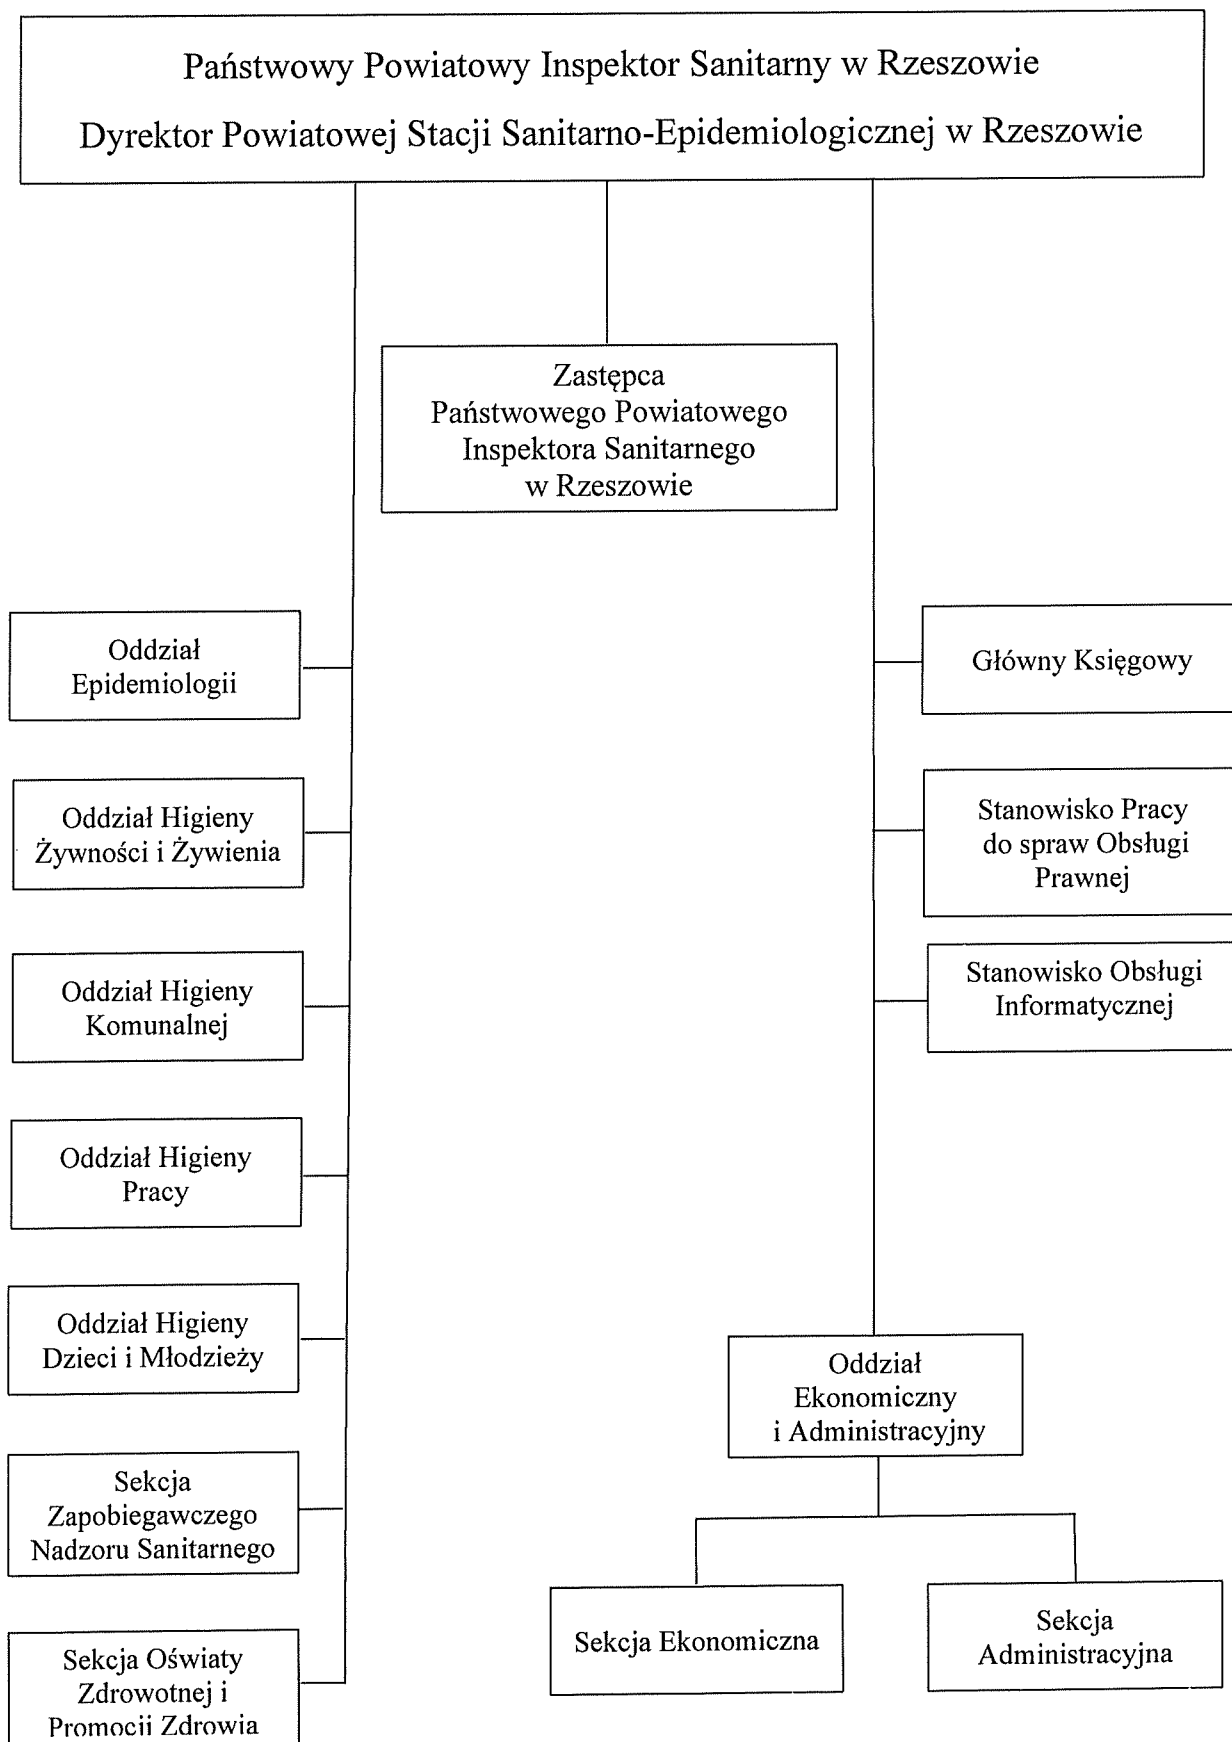 Państwowy Powiatowy Inspektor Sanitarny w Rzeszowie
Dyrektor Powiatowej Stacji Sanitarno-Epidemiologicznej w Rzeszowie
Zastępca
Państwowego Powiatowego
Inspektora Sanitarnego
w Rzeszowie
Oddział
Epidemiologii
Oddział Higieny
Żywności i Żywienia
Oddział Higieny
Komunalnej
Oddział Higieny
Pracy
Oddział Higieny
Dzieci i Młodzieży
Sekcja
Zapobiegawczego
Nadzoru Sanitarnego
Sekcja Oświaty
Zdrowotnej i
Promocji Zdrowia
Główny Księgowy
Stanowisko Pracy
do spraw Obsługi
Prawnej
Stanowisko Obsługi
Informatycznej
Oddział
Ekonomiczny
i Administracyjny
Sekcja Ekonomiczna
Sekcja
Administracyjna